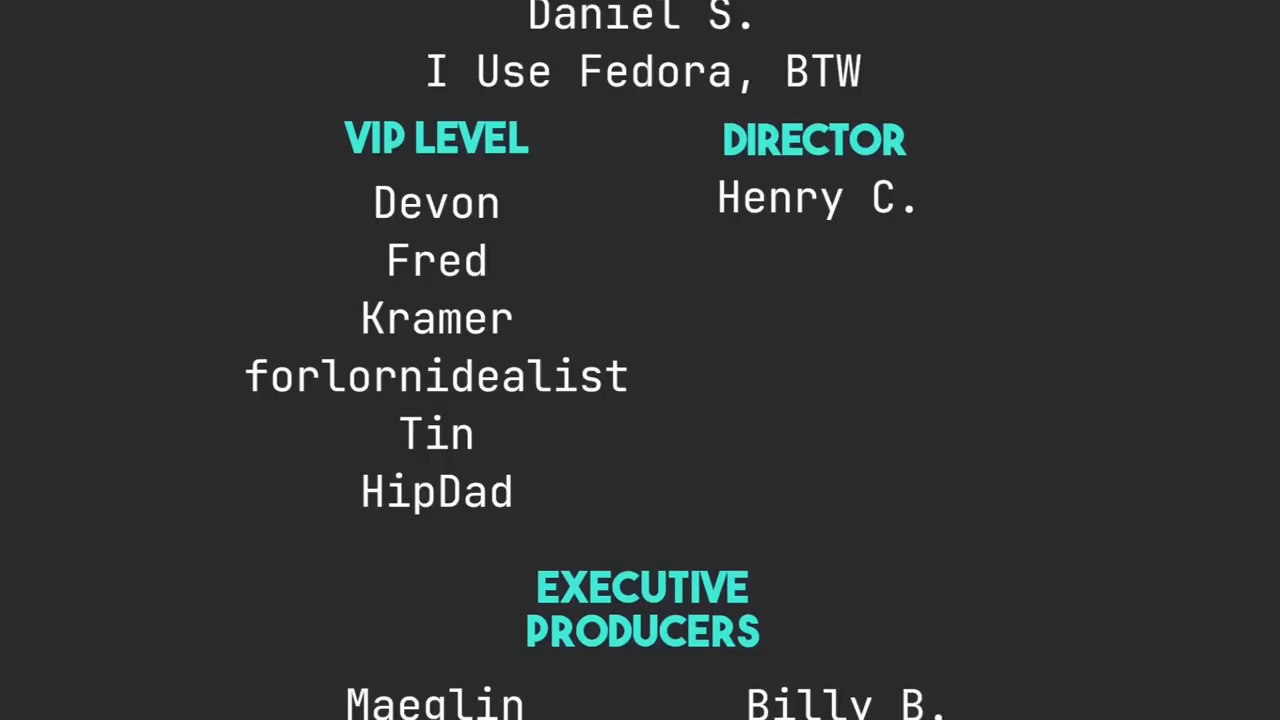 Daniel S.
I Use Fedora, BTW
VIP LEVEL
Devon
Fred
Kramer
forlornidealist
Tin
HipDad
DIRECTOR
Henry C.
EXECUTIVE
PRODUCERS
Maeglin
Billy B.